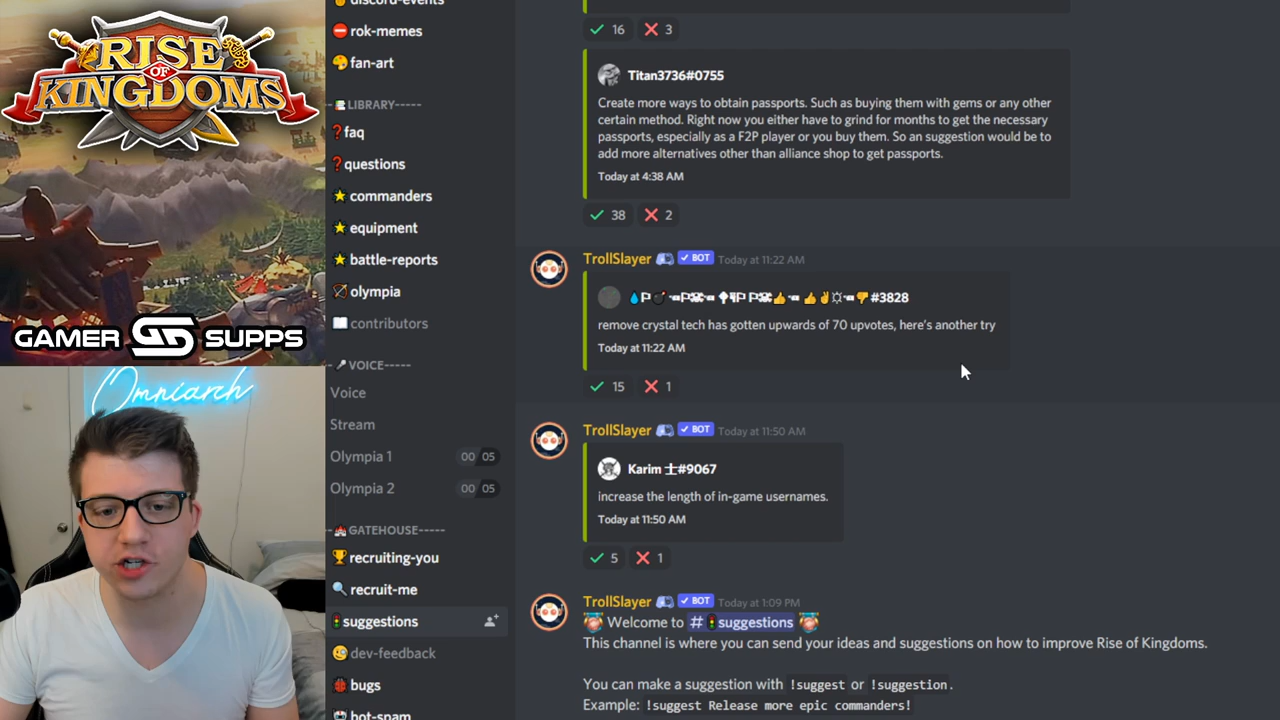 RISE
OF
KINGDOMS
GAMER GS SUPPS
Omniarch
discord-events
rok-memes
fan-art
LIBRARY-----
faq
questions
commanders
equipment
battle-reports
olympia
contributors
VOICE----
Voice
Stream
Olympia 1 00 05
Olympia 2 00 05
GATEHOUSE-----
recruiting-you
recruit-me
suggestions
dev-feedback
bugs
bot-spam
16 3
Titan3736#0755
Create more ways to obtain passports. Such as buying them with gems or any other
certain method. Right now you either have to grind for months to get the necessary
passports, especially as a F2P player or you buy them. So an suggestion would be to
add more alternatives other than alliance shop to get passports.
Today at 4:38 AM
38 2
TrollSlayer BOT Today at 11:22 AM
#3828
remove crystal tech has gotten upwards of 70 upvotes, here's another try
Today at 11:22 AM
15 1
TrollSlayer BOT Today at 11:50 AM
Karim 士#9067
increase the length of in-game usernames.
Today at 11:50 AM
5 1
TrollSlayer BOT Today at 1:09 PM
Welcome to # suggestions
This channel is where you can send your ideas and suggestions on how to improve Rise of Kingdoms.
You can make a suggestion with !suggest or !suggestion.
Example: !suggest Release more epic commanders!